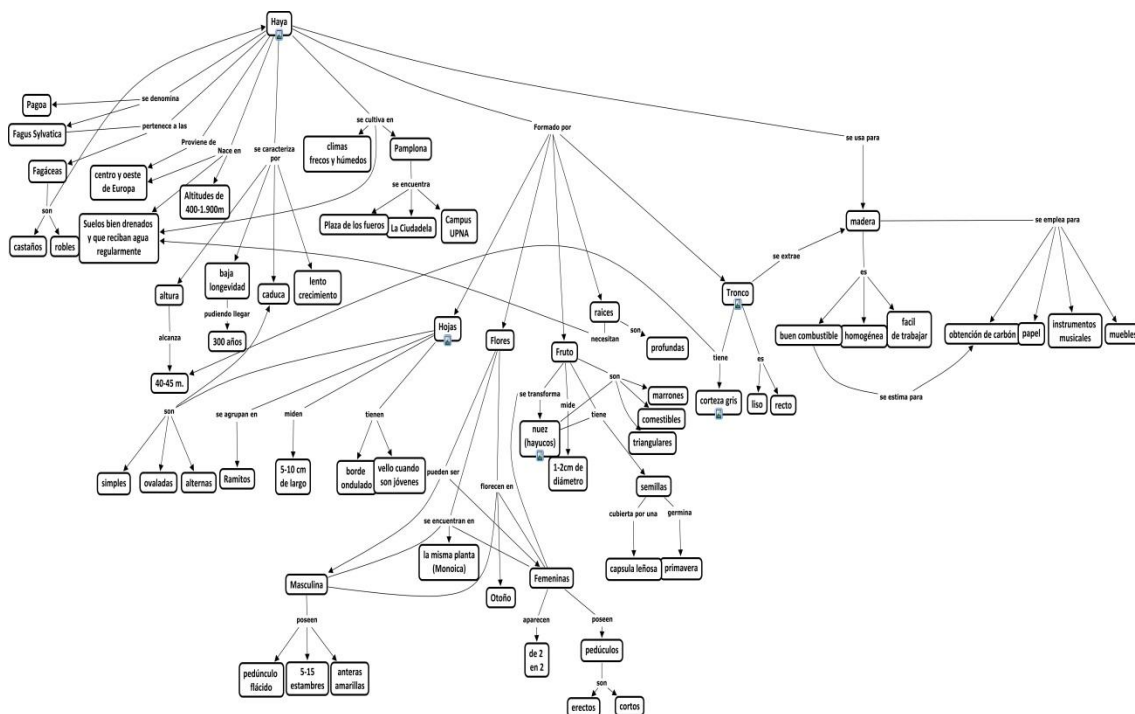 Haya
Pagoa
se denomina
Fagus Sylvatica
pertenece a las
Proviene de
Nace en
se caracteriza
por
se cultiva en
Formado por
se usa para
Fagáceas
centro y oeste
de Europa
Altitudes de
400-1.900m
climas
frecos y húmedos
Pamplona
son
castaños
robles
Suelos bien drenados
y que reciban agua
regularmente
se encuentra
Plaza de los fueros
La Ciudadela
Campus
UPNA
madera
se emplea para
se extrae
es
altura
baja
longevidad
caduca
lento
crecimiento
Tronco
alcanza
pudiendo llegar
300 años
40-45 m.
Hojas
Flores
Fruto
raices
necesitan
son
profundas
tiene
es
corteza gris
liso
recto
buen combustible
homogénea
facil
de trabajar
obtención de carbón
papel
instrumentos
musicales
muebles
se estima para
son
se agrupan en
miden
tienen
se transforma
mide
tiene
son
marrones
comestibles
triangulares
nuez
(hayucos)
1-2cm de
diámetro
simples
ovaladas
alternas
Ramitos
5-10 cm
de largo
borde
ondulado
vello cuando
son jóvenes
pueden ser
florecen en
semillas
cubierta por una
germina
capsula leñosa
primavera
se encuentran en
la misma planta
(Monoica)
Masculina
Otoño
Femeninas
poseen
aparecen
poseen
pedúnculo
flácido
5-15
estambres
anteras
amarillas
de 2
en 2
pedúculos
son
erectos
cortos